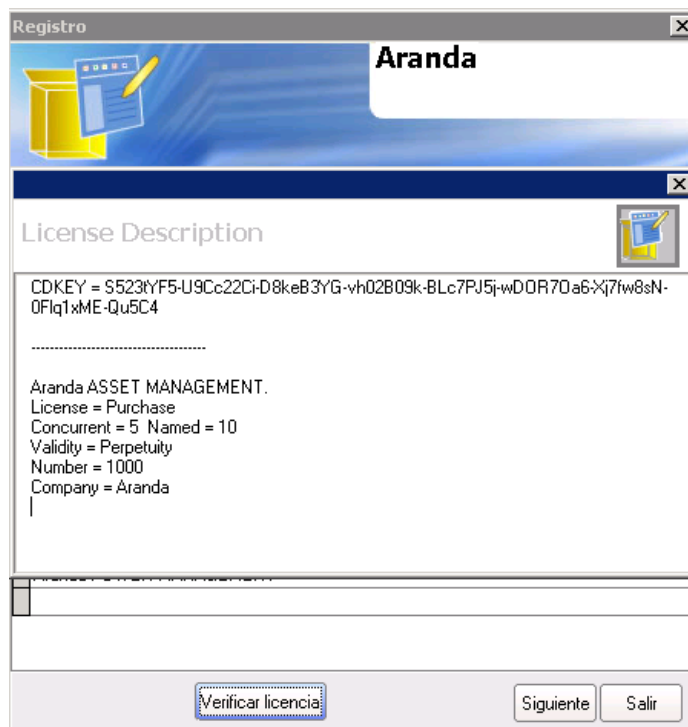 Registro
Aranda
License Description
CDKEY = S523tYF5-U9Cc22Ci-D8keB3YG-vh02B09k-BLc7PJ5j-wDOR7Oa6-Xj7fw8sN-
0Flq1xME-Qu5C4
-------------------------------------
Aranda ASSET MANAGEMENT.
License = Purchase
Concurrent = 5 Named = 10
Validity = Perpetuity
Number = 1000
Company = Aranda
Verificar licencia
Siguiente
Salir